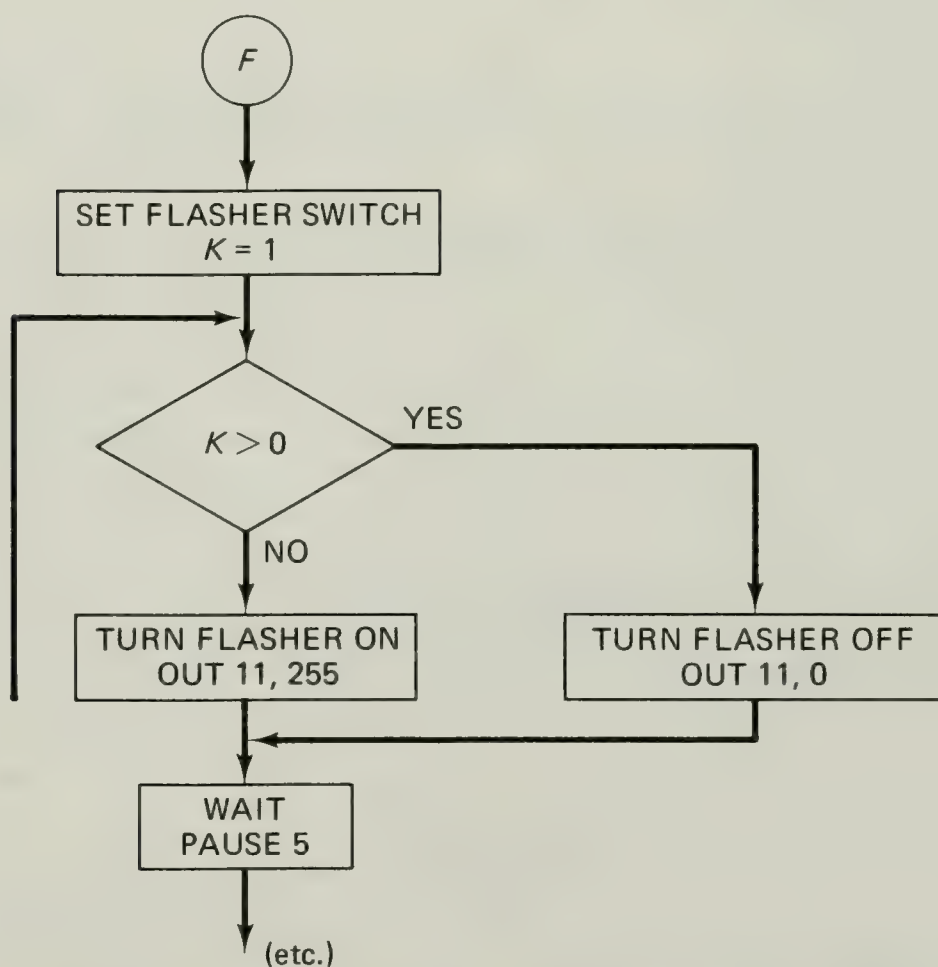 F
SET FLASHER SWITCH
K = 1
K > 0
YES
NO
TURN FLASHER ON
OUT 11, 255
TURN FLASHER OFF
OUT 11, 0
WAIT
PAUSE 5
(etc.)